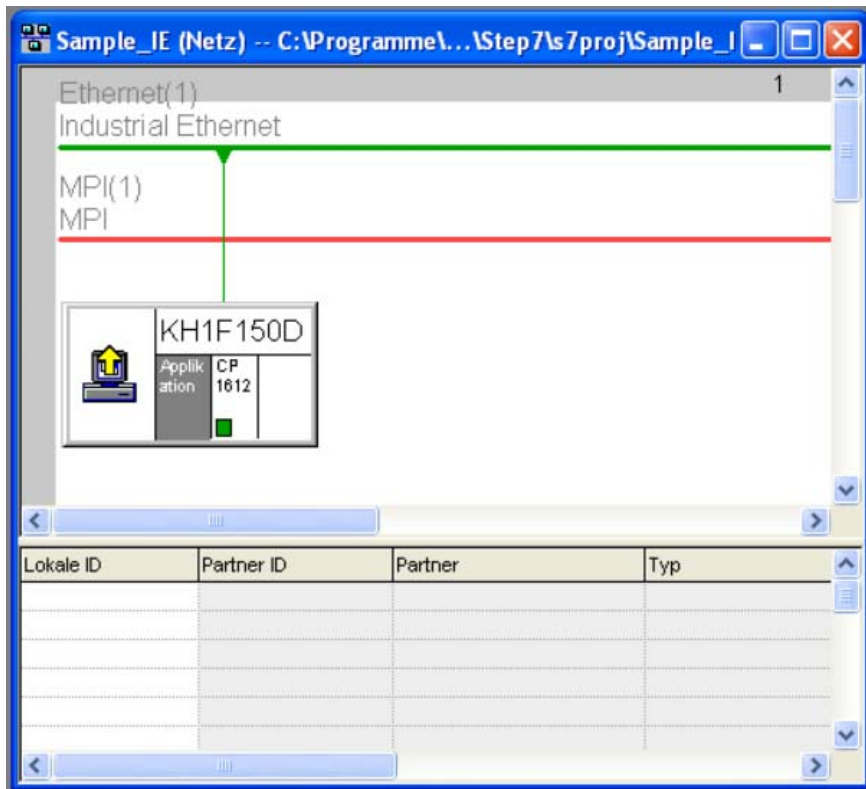 Sample_IE (Netz) -- C:\Programme\...\Step7\s7proj\Sample_I
1
Ethernet(1)
Industrial Ethernet
MPI(1)
MPI
KH1F150D
Applik
ation
CP
1612
Lokale ID Partner ID Partner Typ